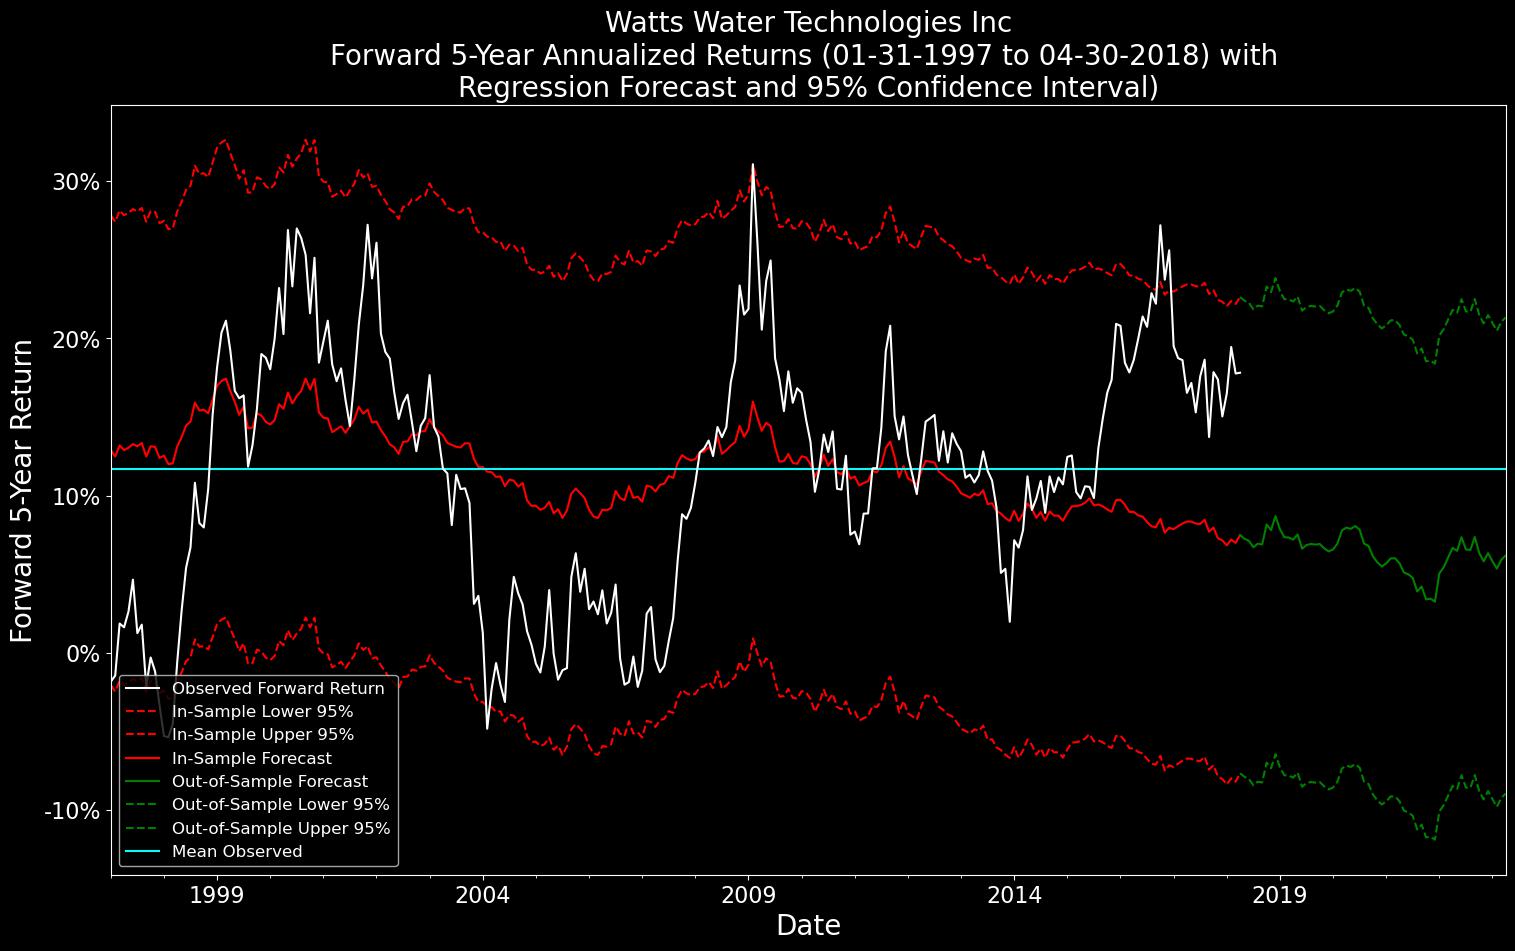 Watts Water Technologies Inc
Forward 5-Year Annualized Returns (01-31-1997 to 04-30-2018) with
Regression Forecast and 95% Confidence Interval)
Forward 5-Year Return
30%
20%
10%
0%
-10%
Observed Forward Return
In-Sample Lower 95%
In-Sample Upper 95%
In-Sample Forecast
Out-of-Sample Forecast
Out-of-Sample Lower 95%
Out-of-Sample Upper 95%
Mean Observed
1999
2004
2009
2014
2019
Date